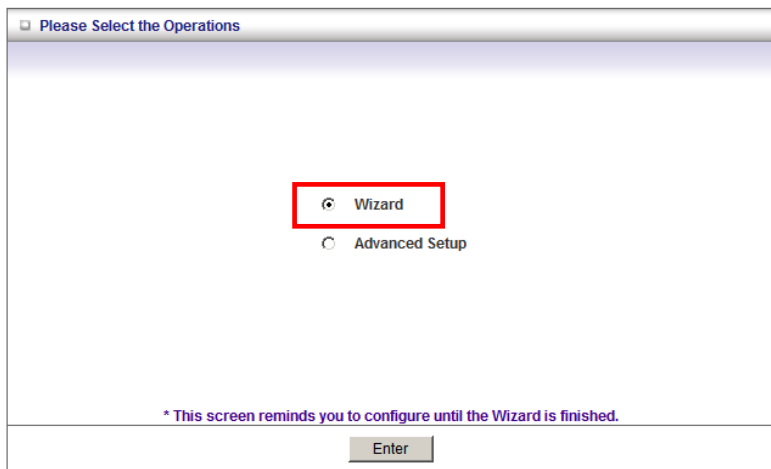 Please Select the Operations
Wizard
Advanced Setup
* This screen reminds you to configure until the Wizard is finished.
Enter